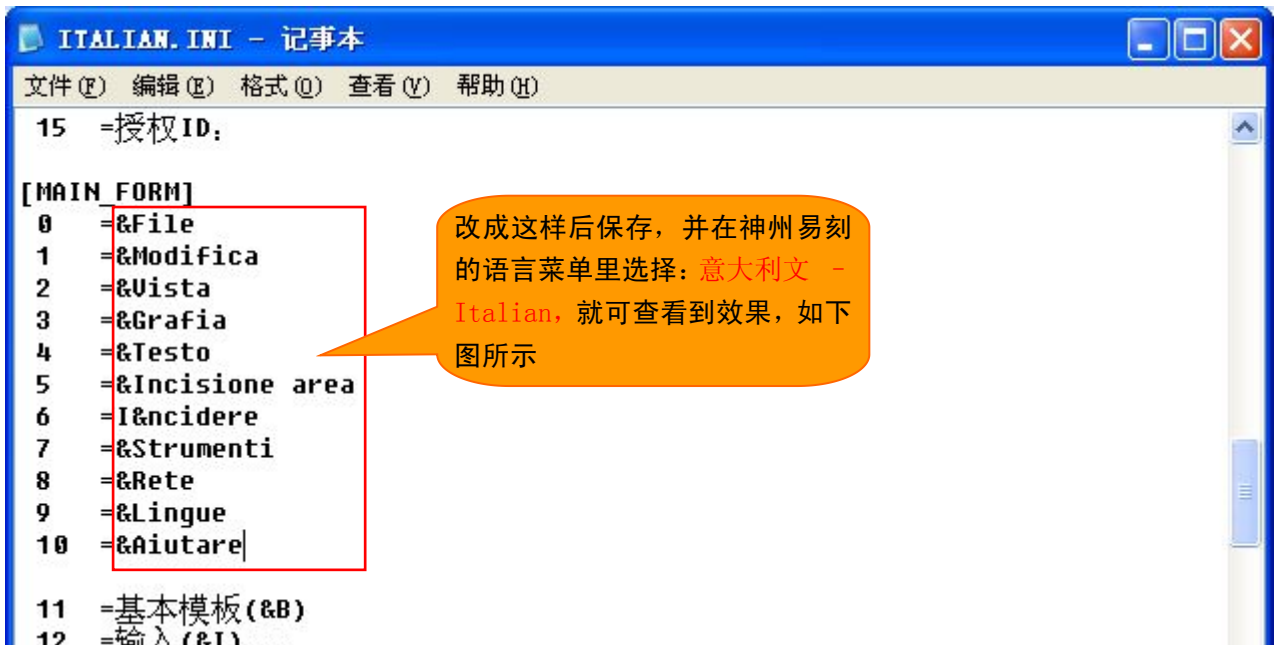 ITALIAN.INI - 记事本
文件(F) 编辑(E) 格式(O) 查看(V) 帮助(H)
15 =授权ID:
[MAIN_FORM]
0 =&File
1 =&Modifica
2 =&Vista
3 =&Grafia
4 =&Testo
5 =&Incisione area
6 =I&ncidere
7 =&Strumenti
8 =&Rete
9 =&Lingue
10 =&Aiutare
改成这样后保存，并在神州易刻
的语言菜单里选择：意大利文 -
Italian，就可查看到效果，如下
图所示
11 =基本模板(&B)
12 =输入(&I)